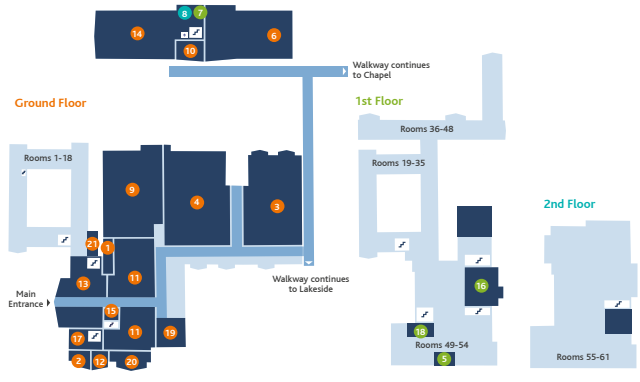 8
7
14
6
10
Walkway continues
to Chapel
Ground Floor
1st Floor
Rooms 36-48
Rooms 1-18
Rooms 19-35
9
4
3
2nd Floor
21
1
13
11
Walkway continues
to Lakeside
16
Main
Entrance
15
17
11
19
18
Rooms 49-54
2
12
20
5
Rooms 55-61